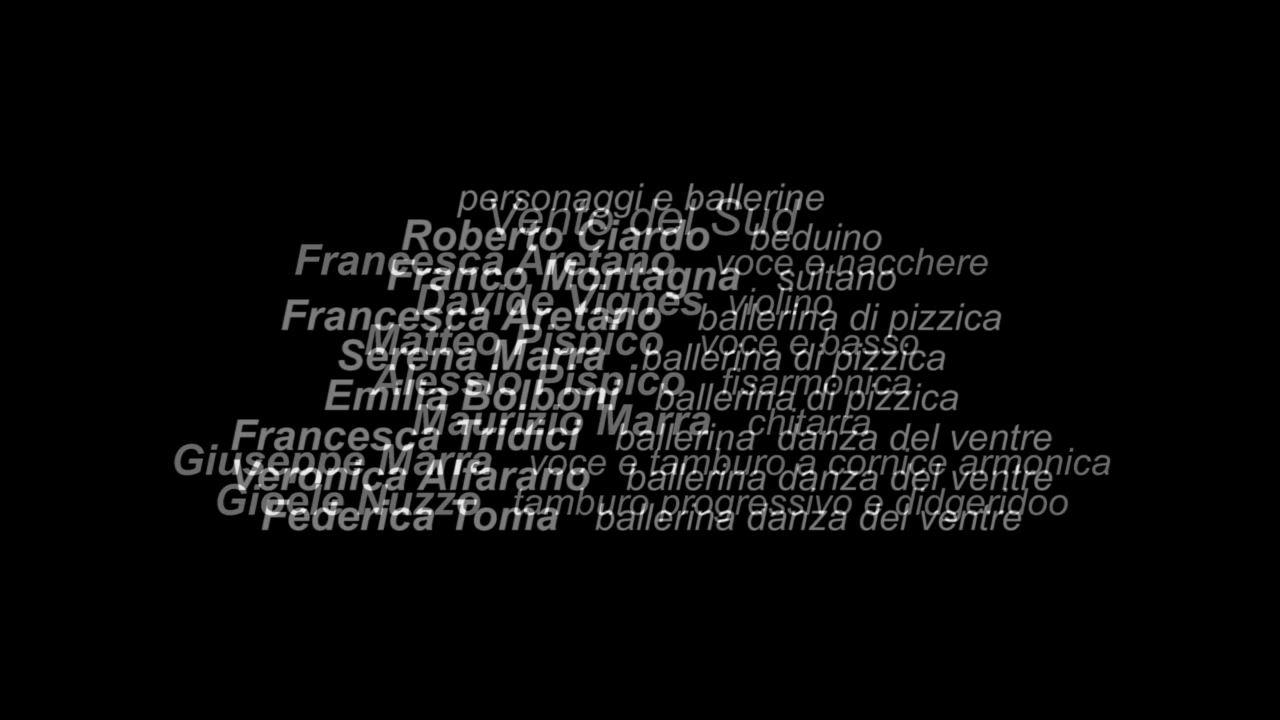 personaggi e ballerine
Vento del Sud
Roberto Ciardo beduino
Francesca Aretano voce e nacchere
Franco Montagna sultano
Davide Vignes violino
Francesca Aretano ballerina di pizzica
Matteo Pispico voce e basso
Serena Marra ballerina di pizzica
Alessio Pispico fisarmonica
Emilia Bolboni ballerina di pizzica
Maurizio Marra chitarra
Francesca Tridici ballerina danza del ventre
Giuseppe Marra voce e tamburo a cornice armonica
Veronica Alfarano ballerina danza del ventre
Gioele Nuzzo tamburo progressivo e didgeridoo
Federica Toma ballerina danza del ventre